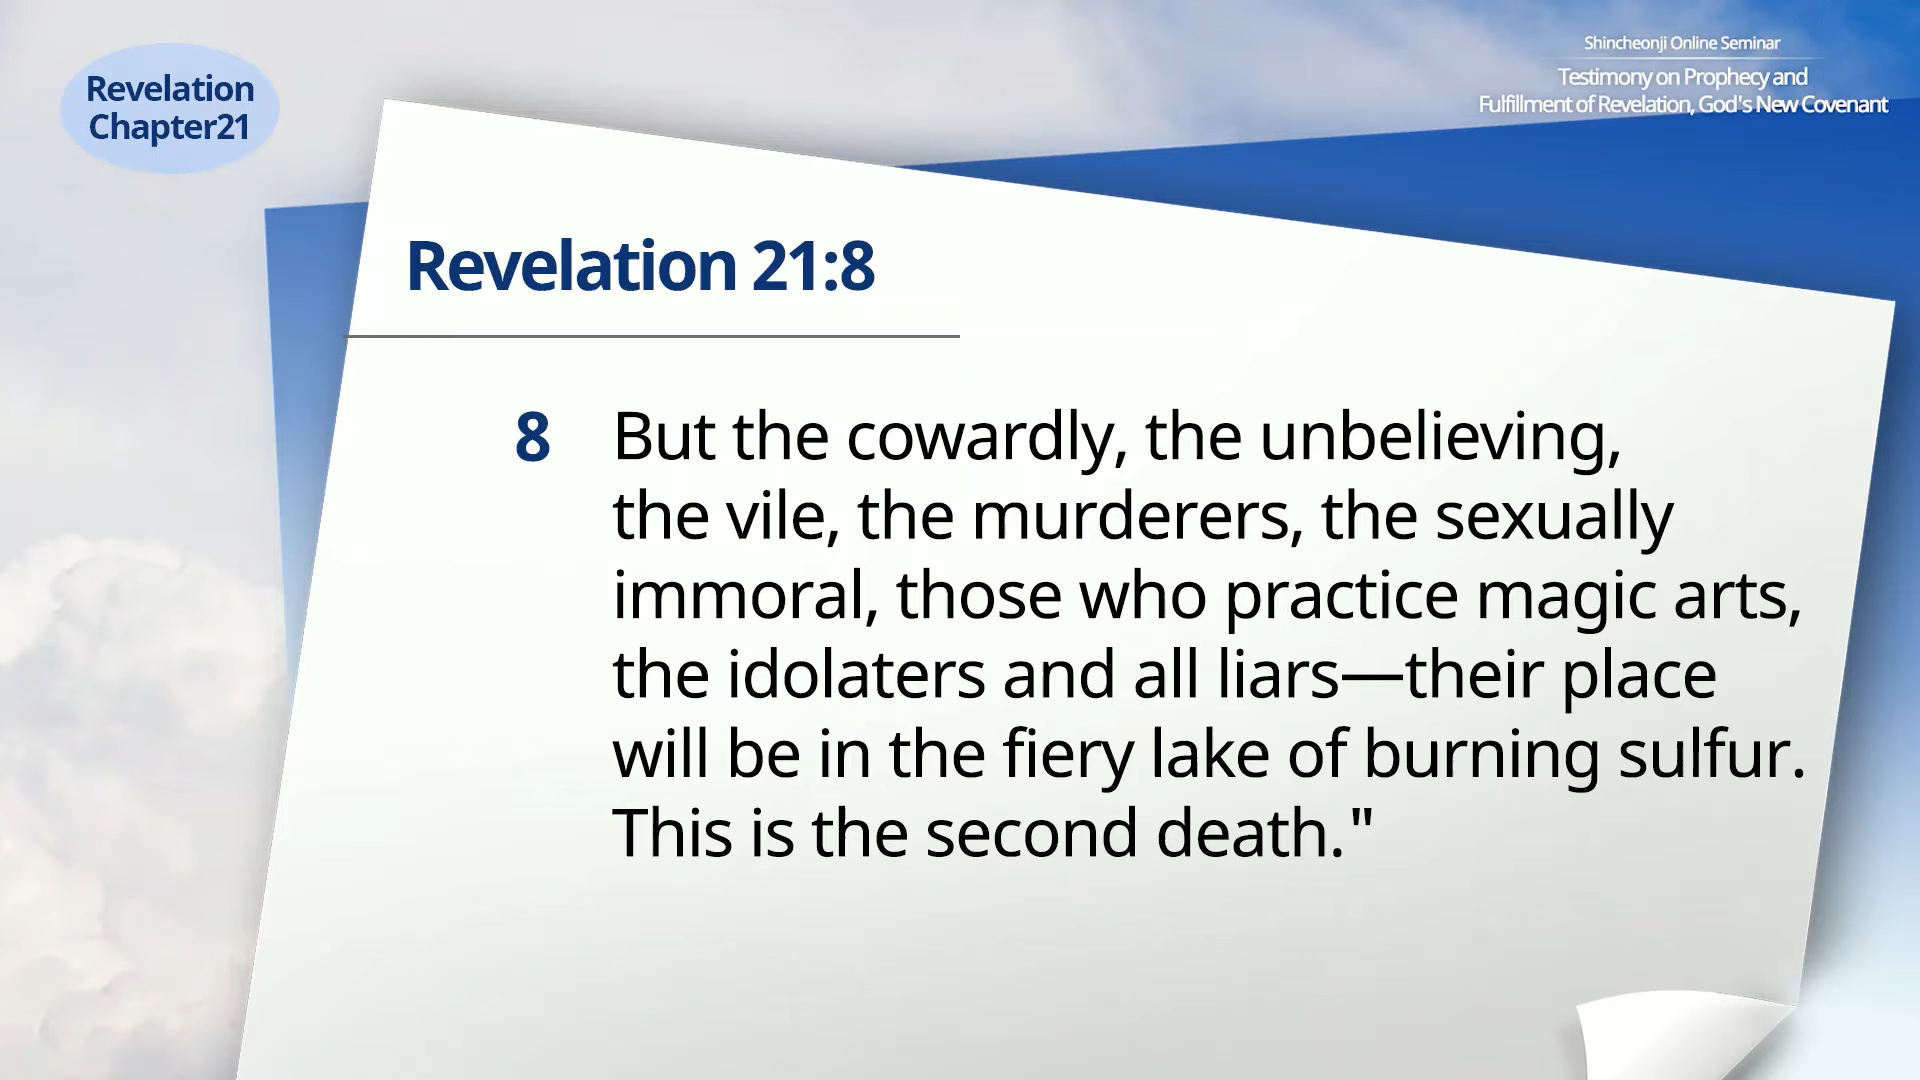 Revelation
Chapter21
Shincheonji Online Seminar
Testimony on Prophecy and
Fulfillment of Revelation, God's New Covenant
Revelation 21:8
8 But the cowardly, the unbelieving,
the vile, the murderers, the sexually
immoral, those who practice magic arts,
the idolaters and all liars—their place
will be in the fiery lake of burning sulfur.
This is the second death."